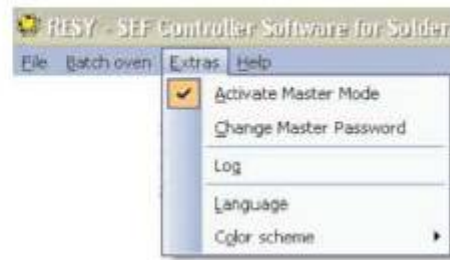 RESY - SEF Controller Software for Solder
File Batch oven Extras Help
Activate Master Mode
Change Master Password
Log
Language
Color scheme